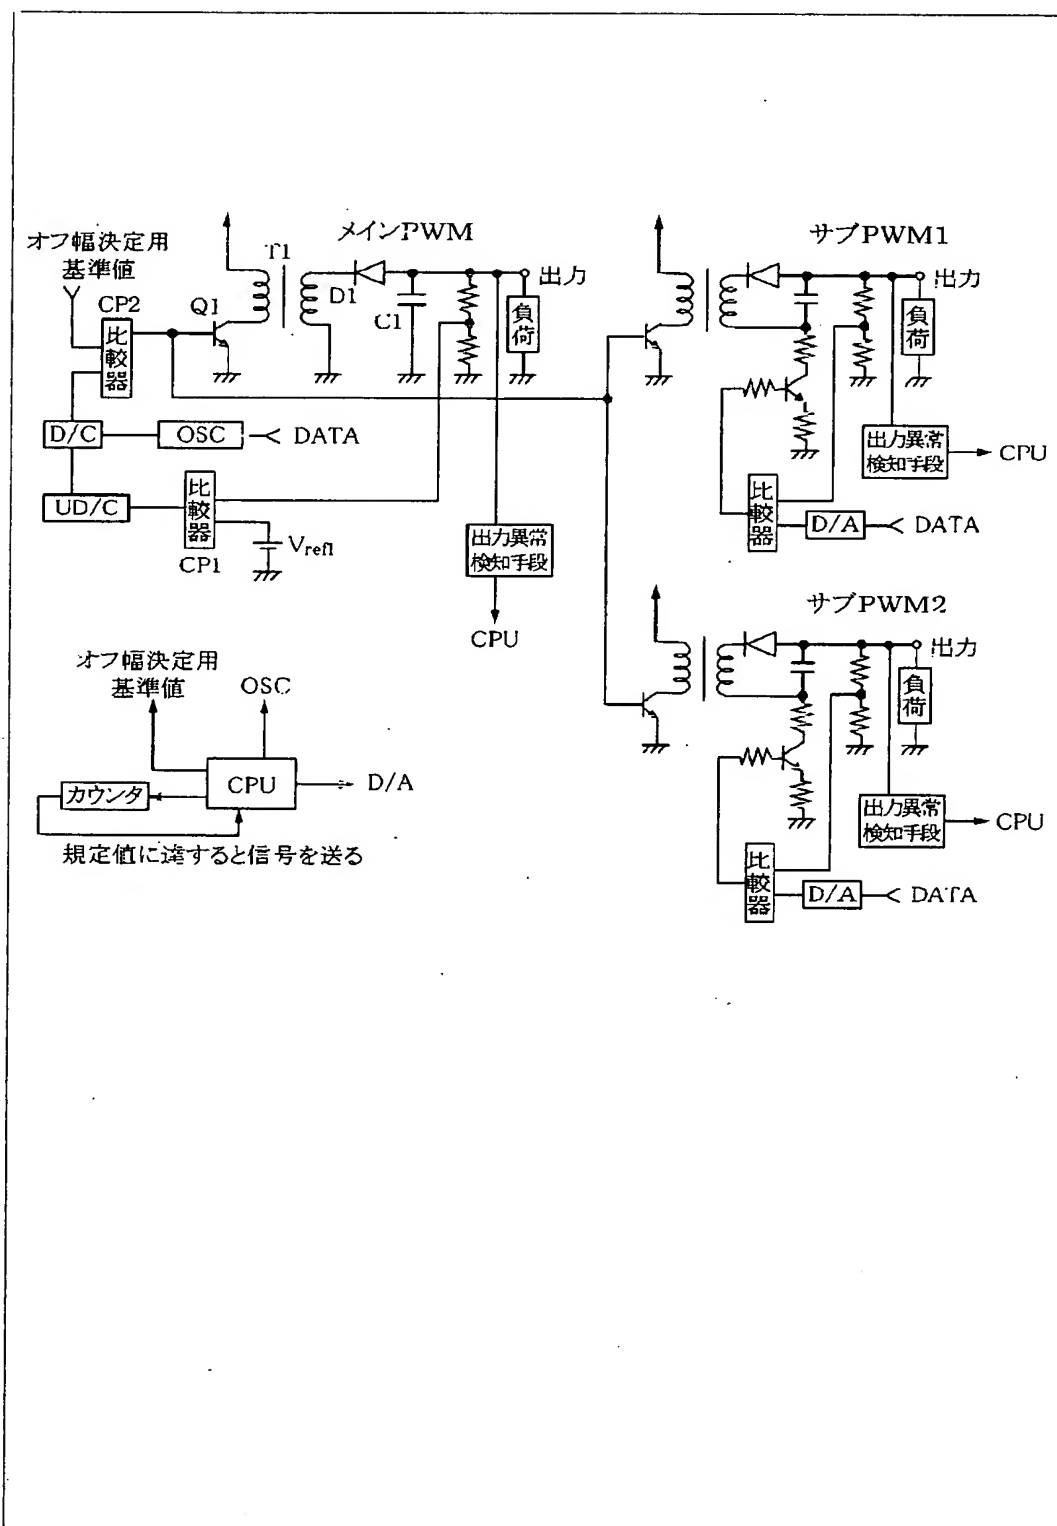 メインPWM
オフ幅決定用
基準値
CP2
比較器
Q1
T1
D1
C1
出力
負荷
D/C
OSC
DATA
UD/C
比較器
CP1
Vref1
出力異常
検知手段
CPU
サブPWM1
出力
負荷
出力異常
検知手段
CPU
比較器
D/A
DATA
サブPWM2
出力
負荷
出力異常
検知手段
CPU
比較器
D/A
DATA
オフ幅決定用
基準値
OSC
CPU
D/A
カウンタ
規定値に達すると信号を送る